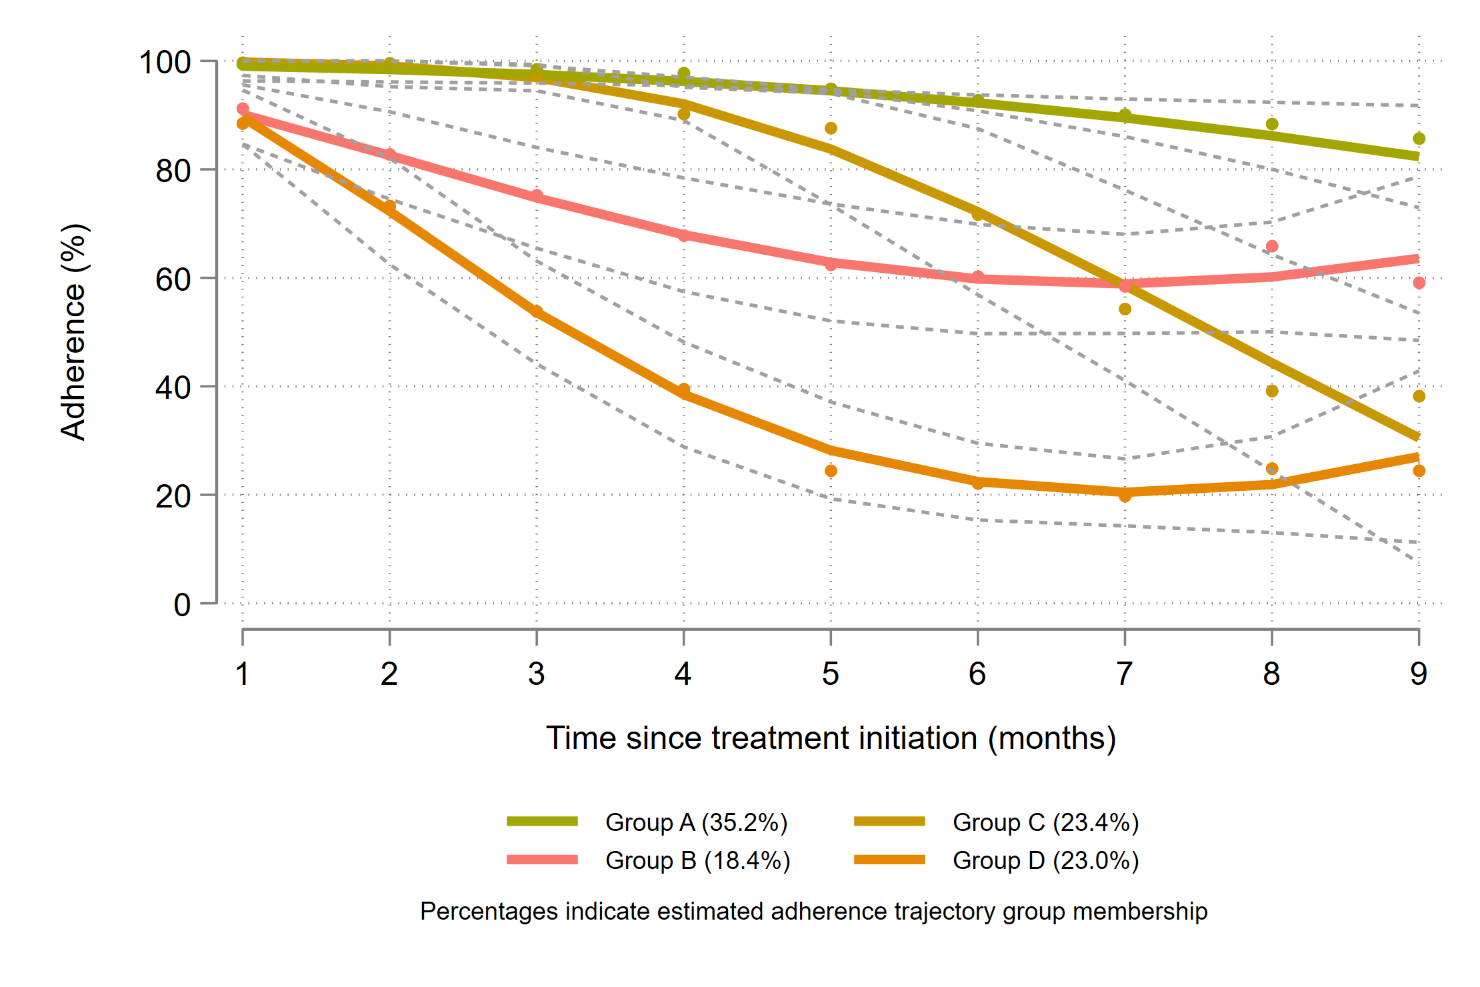 100
80
60
40
20
0
Adherence (%)
1 2 3 4 5 6 7 8 9
Time since treatment initiation (months)
Group A (35.2%) Group C (23.4%)
Group B (18.4%) Group D (23.0%)
Percentages indicate estimated adherence trajectory group membership